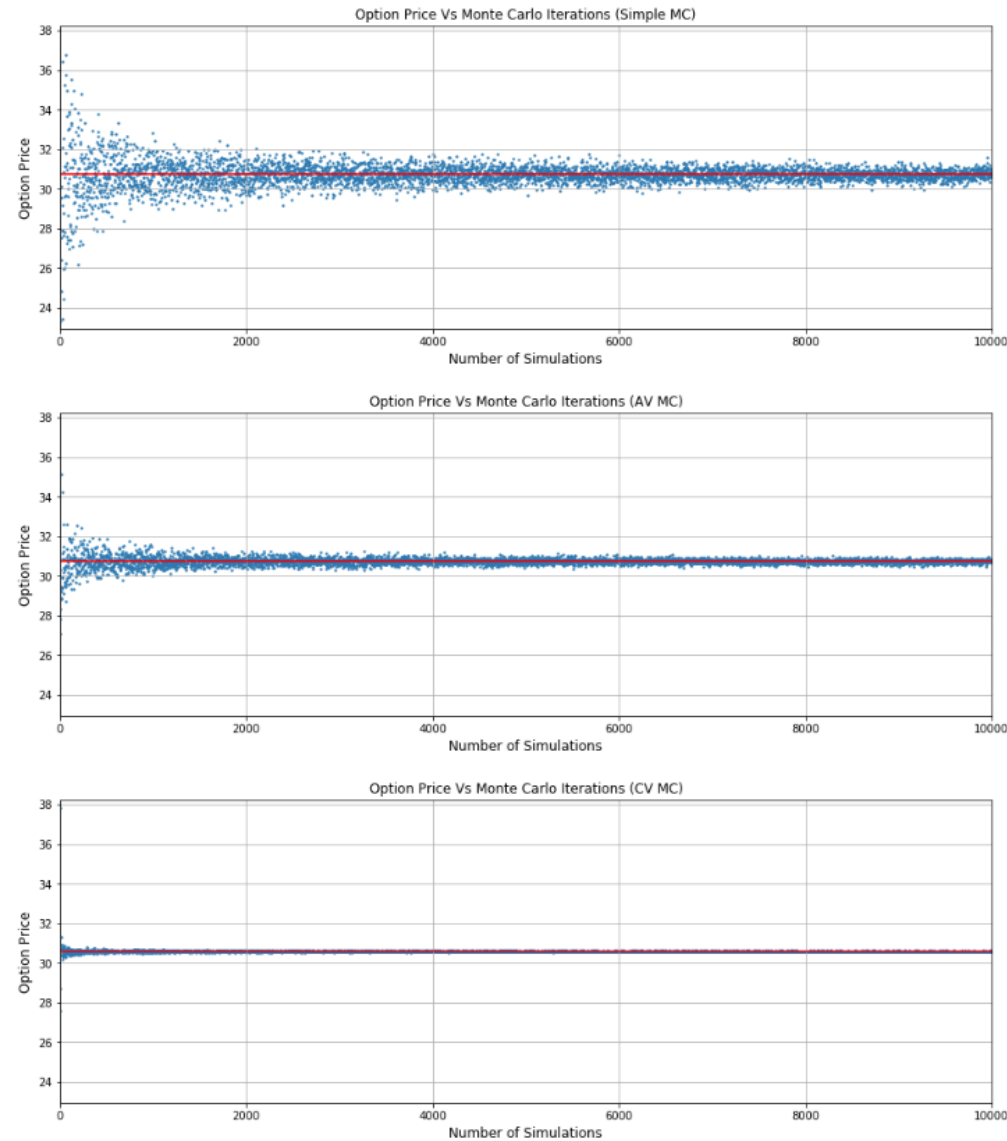 Option Price Vs Monte Carlo Iterations (Simple MC)
38
36
34
32
30
28
26
24
Option Price
0 2000 4000 6000 8000 10000
Number of Simulations
Option Price Vs Monte Carlo Iterations (AV MC)
38
36
34
32
30
28
26
24
Option Price
0 2000 4000 6000 8000 10000
Number of Simulations
Option Price Vs Monte Carlo Iterations (CV MC)
38
36
34
32
30
28
26
24
Option Price
0 2000 4000 6000 8000 10000
Number of Simulations